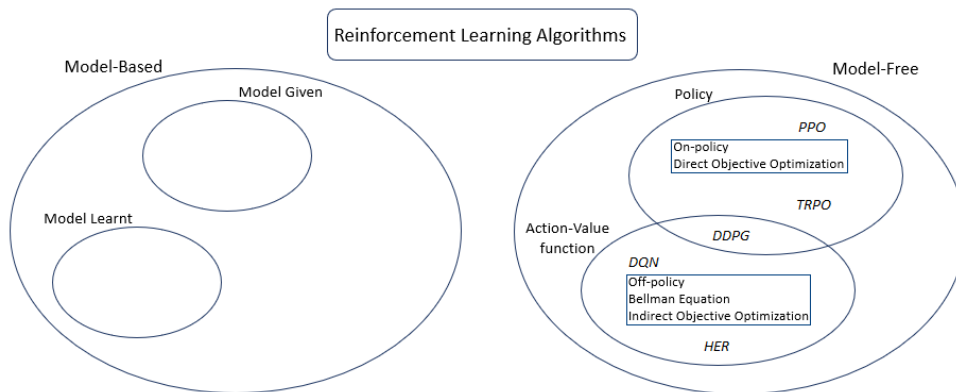 Reinforcement Learning Algorithms
Model-Based
Model Given
Model Learnt
Model-Free
Policy
PPO
On-policy
Direct Objective Optimization
TRPO
Action-Value
function
DDPG
DQN
Off-policy
Bellman Equation
Indirect Objective Optimization
HER